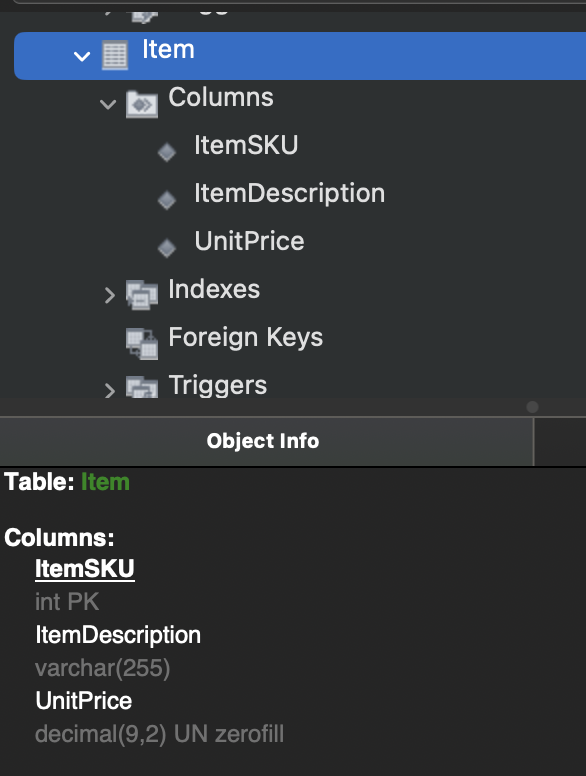 Item
Columns
ItemSKU
ItemDescription
UnitPrice
Indexes
Foreign Keys
Triggers
Object Info
Table: Item
Columns:
ItemSKU
int PK
ItemDescription
varchar(255)
UnitPrice
decimal(9,2) UN zerofill